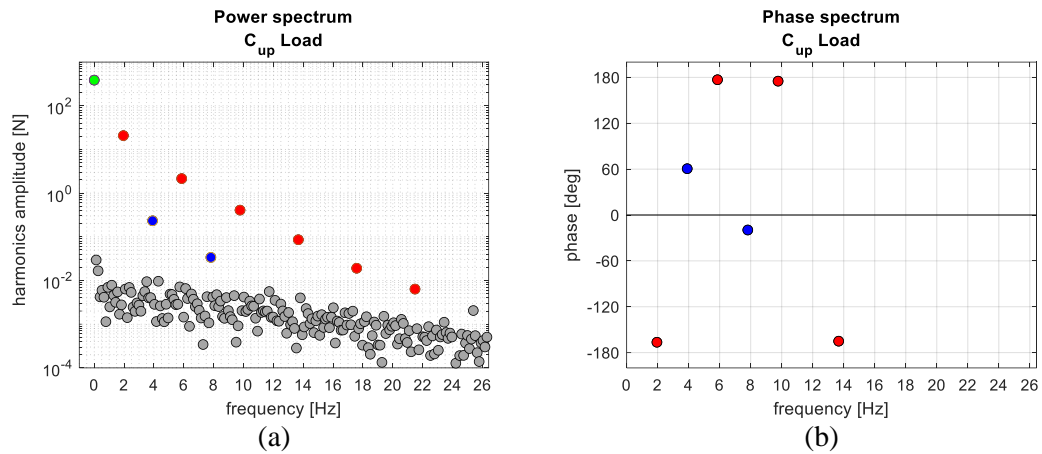 Power spectrum
C_up Load
harmonics amplitude [N]
10^2
10^0
10^-2
10^-4
0 2 4 6 8 10 12 14 16 18 20 22 24 26
frequency [Hz]
(a)
Phase spectrum
C_up Load
phase [deg]
180
120
60
0
-60
-120
-180
0 2 4 6 8 10 12 14 16 18 20 22 24 26
frequency [Hz]
(b)